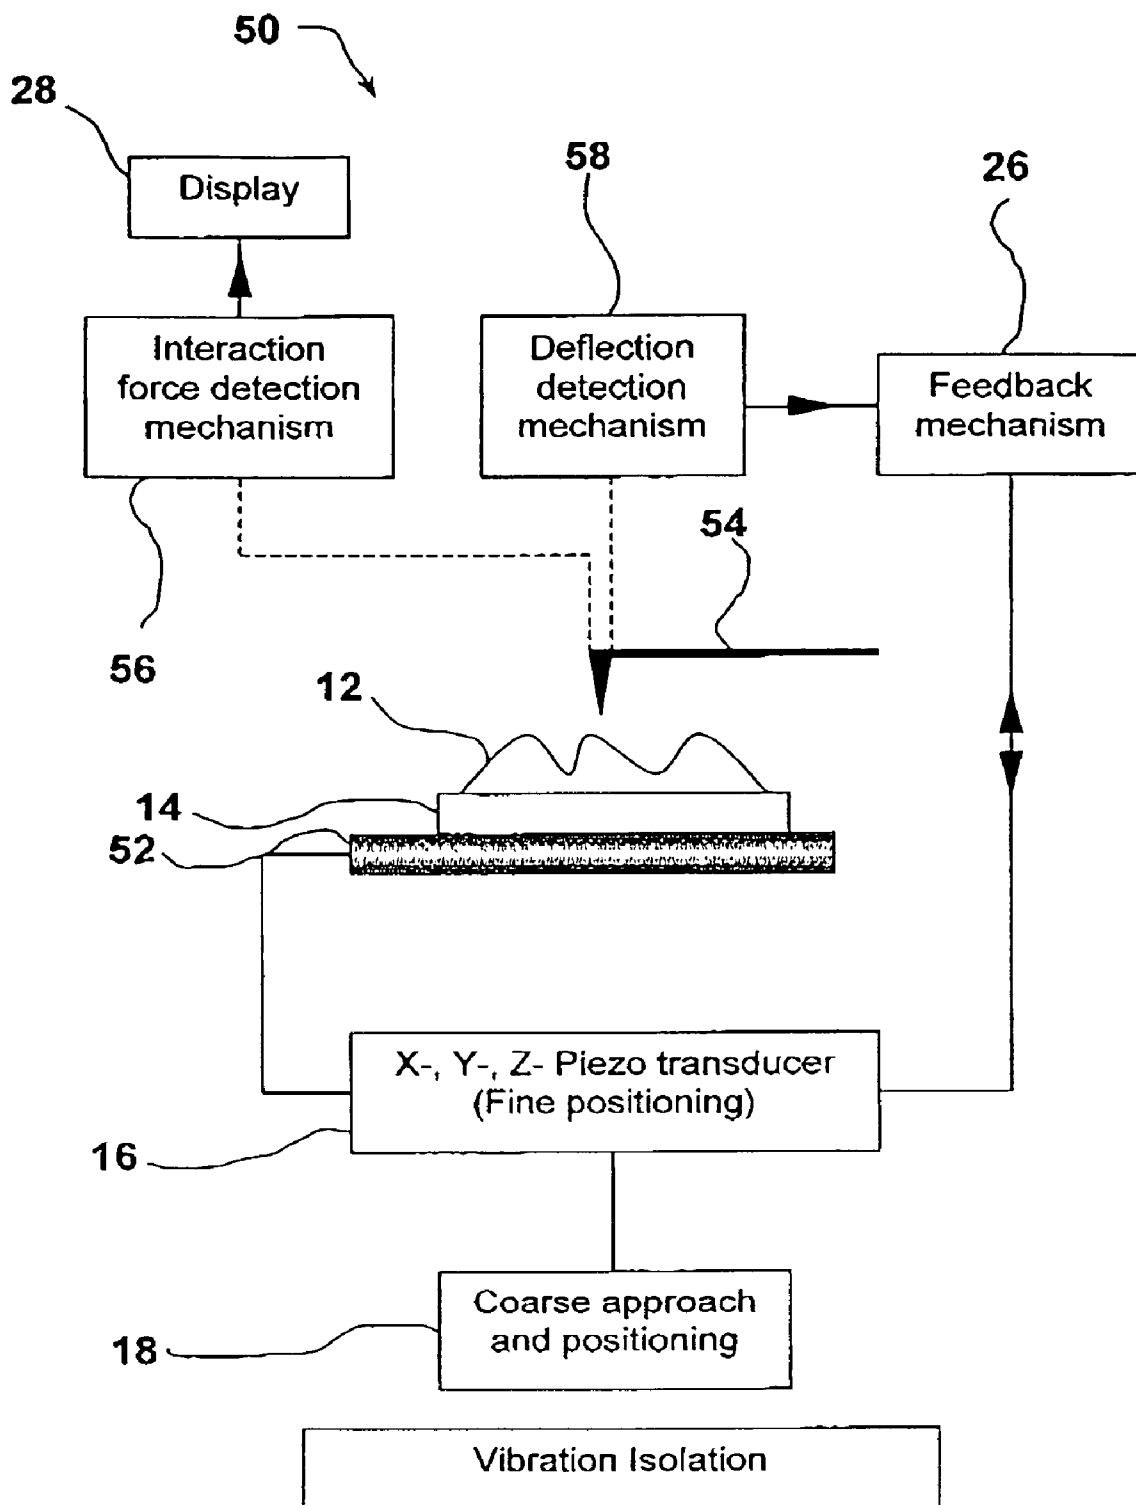 50
28
Display
58
26
Interaction
force detection
mechanism
Deflection
detection
mechanism
Feedback
mechanism
54
56
12
14
52
X-, Y-, Z- Piezo transducer
(Fine positioning)
16
Coarse approach
and positioning
18
Vibration Isolation